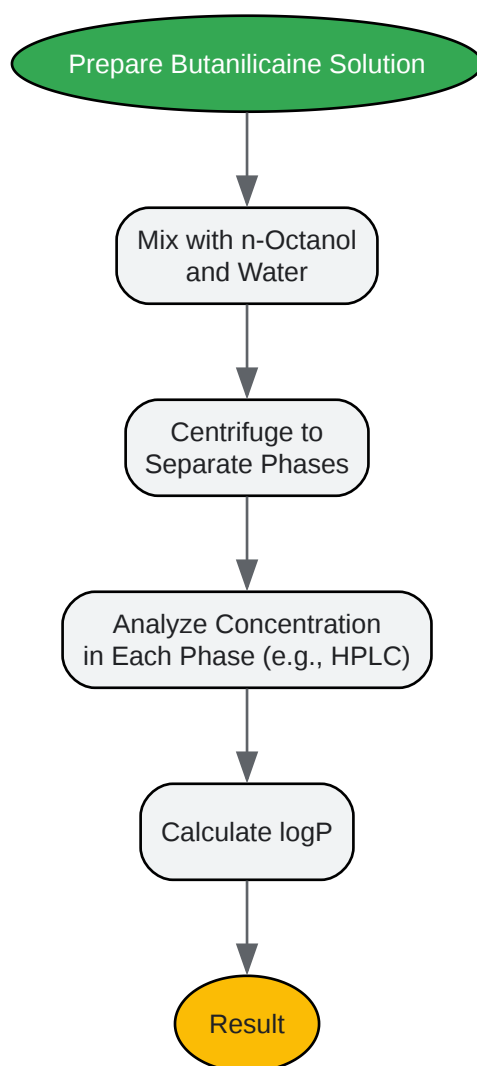 Prepare Butanilicaine Solution
Mix with n-Octanol
and Water
Centrifuge to
Separate Phases
Analyze Concentration
in Each Phase (e.g., HPLC)
Calculate logP
Result